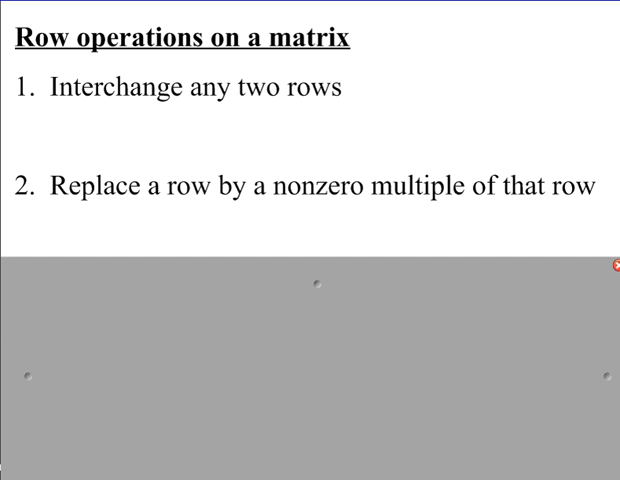 Row operations on a matrix
1. Interchange any two rows
2. Replace a row by a nonzero multiple of that row